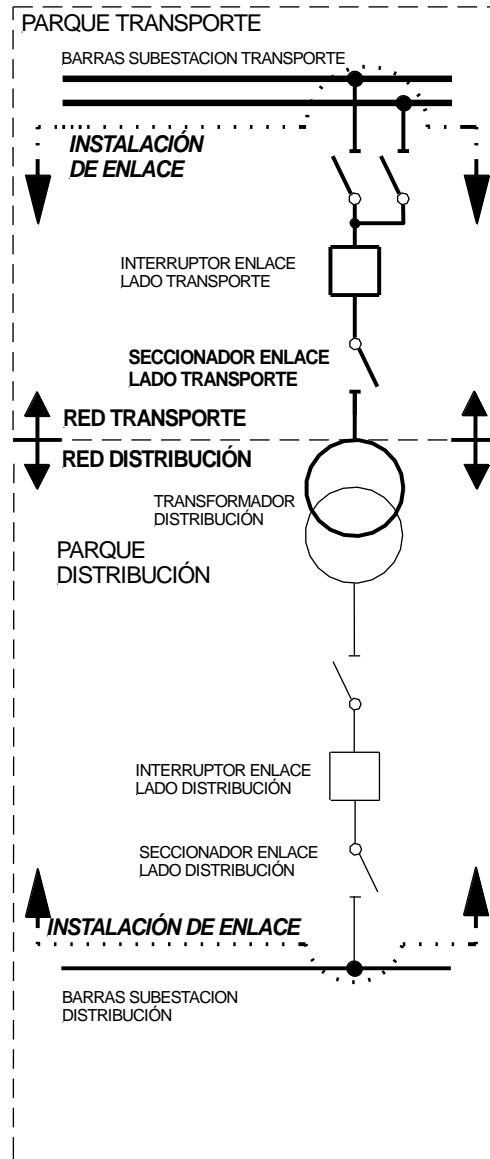 PARQUE TRANSPORTE
BARRAS SUBESTACION TRANSPORTE
INSTALACIÓN
DE ENLACE
INTERRUPTOR ENLACE
LADO TRANSPORTE
SECCIONADOR ENLACE
LADO TRANSPORTE
RED TRANSPORTE
RED DISTRIBUCIÓN
TRANSFORMADOR
DISTRIBUCIÓN
PARQUE
DISTRIBUCIÓN
INTERRUPTOR ENLACE
LADO DISTRIBUCIÓN
SECCIONADOR ENLACE
LADO DISTRIBUCIÓN
INSTALACIÓN DE ENLACE
BARRAS SUBESTACION
DISTRIBUCIÓN